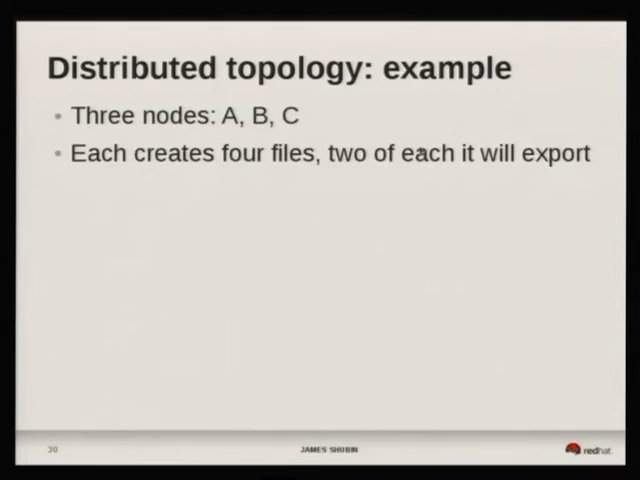 Distributed topology: example
Three nodes: A, B, C
Each creates four files, two of each it will export
30
JAMES SHUBIN
redhat.